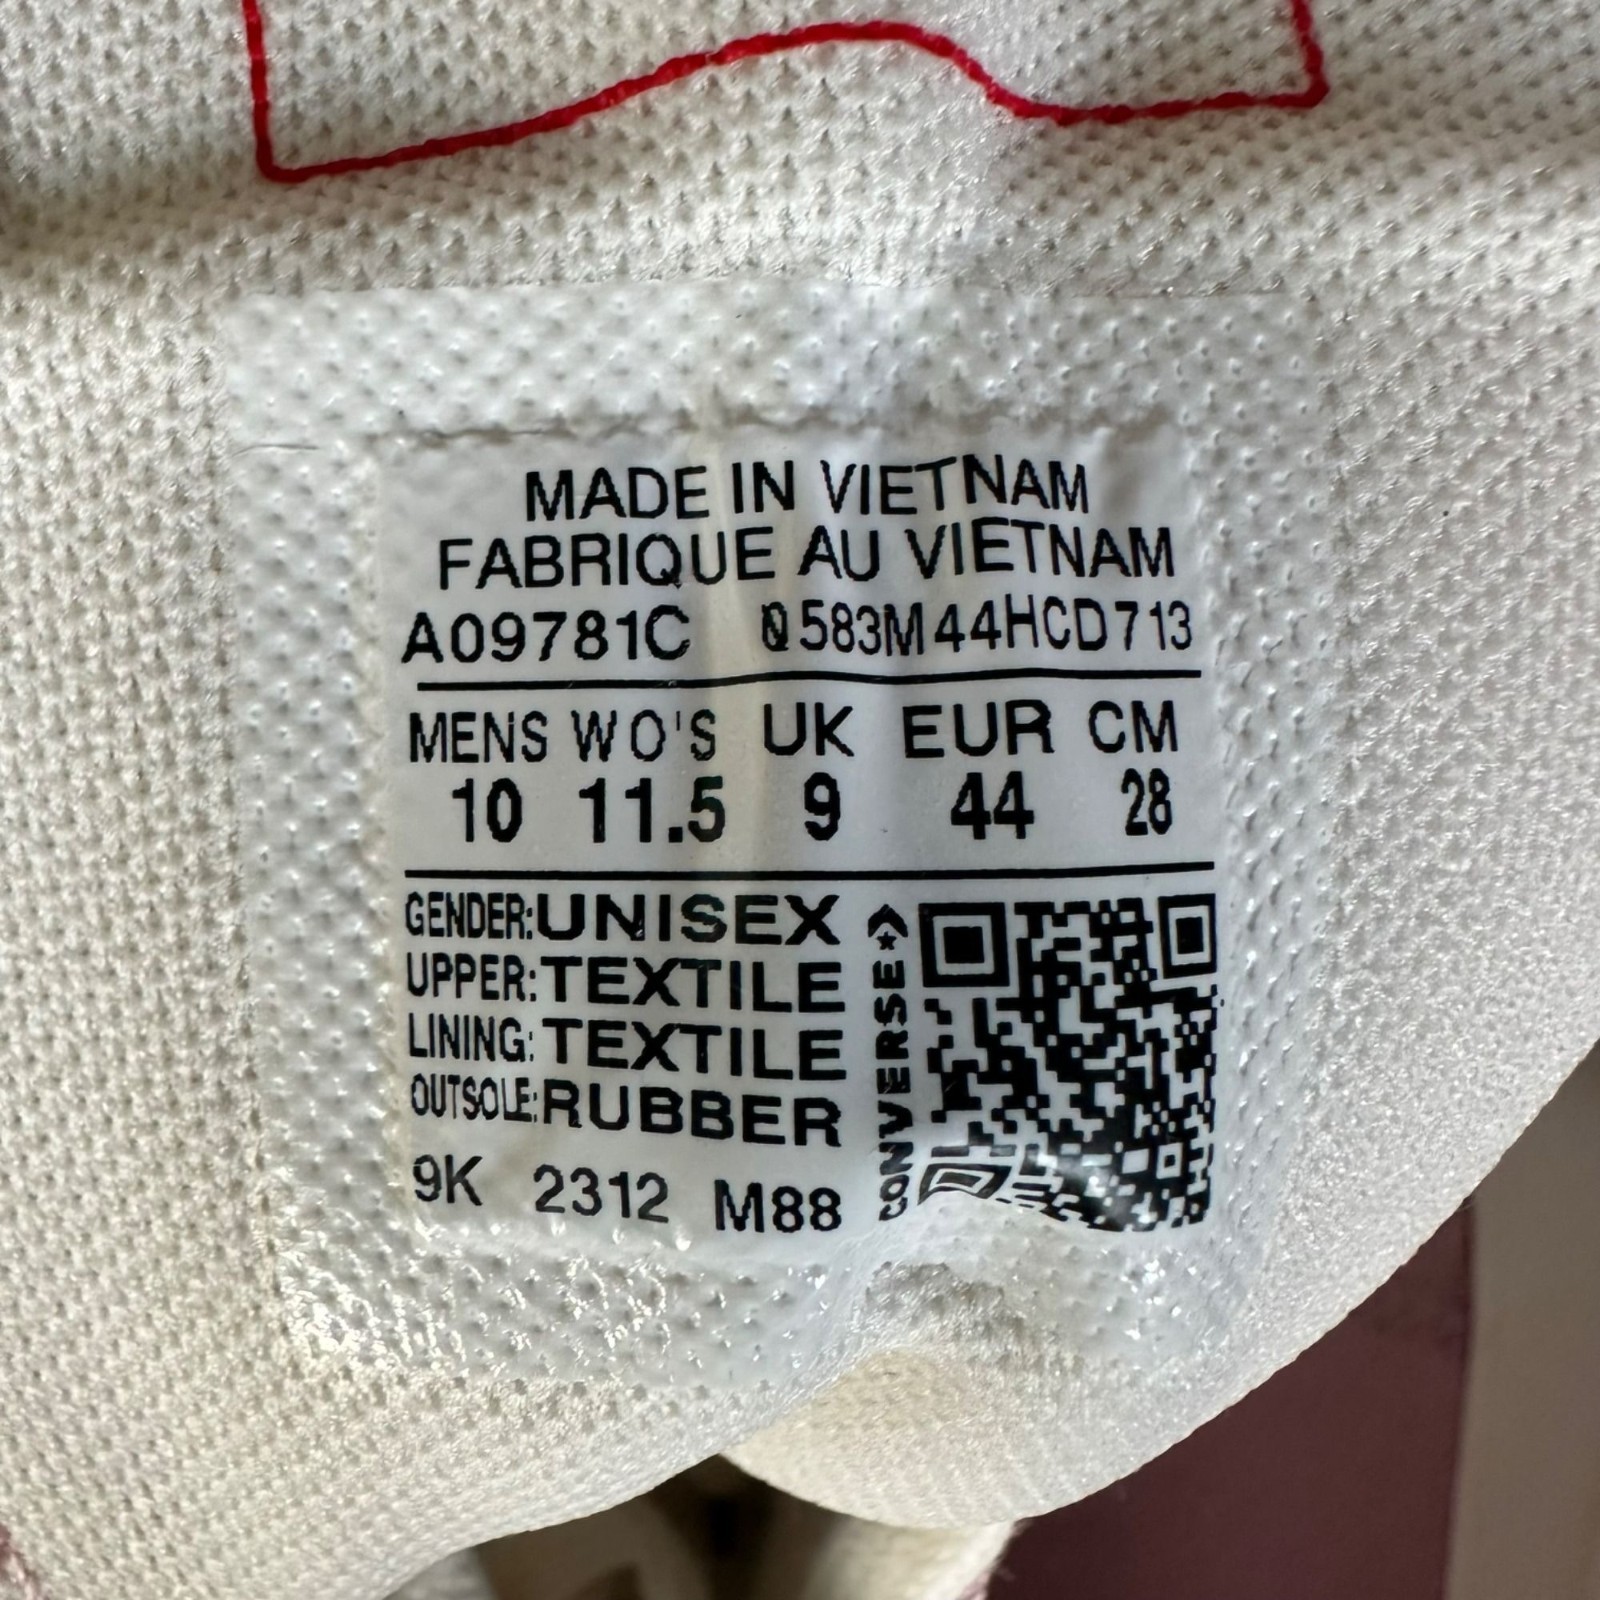 MADE IN VIETNAM
FABRIQUE AU VIETNAM
A09781C 0583M44HCD713
MENS WO'S UK EUR CM
10 11.5 9 44 28
GENDER:UNISEX
UPPER:TEXTILE
LINING:TEXTILE
OUTSOLE:RUBBER
9K 2312 M88
CONVERSE